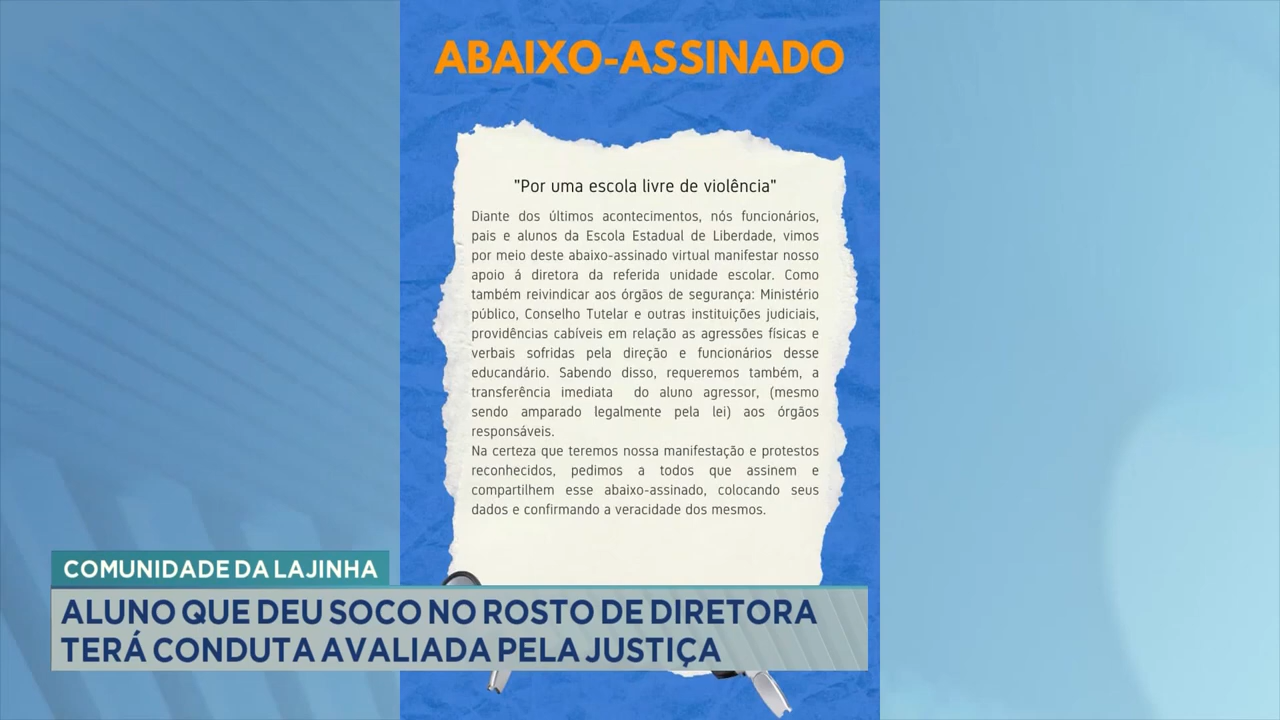 ABAIXO-ASSINADO
"Por uma escola livre de violência"
Diante dos últimos acontecimentos, nós funcionários,
pais e alunos da Escola Estadual de Liberdade, vimos
por meio deste abaixo-assinado virtual manifestar nosso
apoio á diretora da referida unidade escolar. Como
também reivindicar aos órgãos de segurança: Ministério
público, Conselho Tutelar e outras instituições judiciais,
providências cabíveis em relação as agressões físicas e
verbais sofridas pela direção e funcionários desse
educandário. Sabendo disso, requeremos também, a
transferência imediata do aluno agressor, (mesmo
sendo amparado legalmente pela lei) aos órgãos
responsáveis.
Na certeza que teremos nossa manifestação e protestos
reconhecidos, pedimos a todos que assinem e
compartilhem esse abaixo-assinado, colocando seus
dados e confirmando a veracidade dos mesmos.
COMUNIDADE DA LAJINHA
ALUNO QUE DEU SOCO NO ROSTO DE DIRETORA
TERÁ CONDUTA AVALIADA PELA JUSTIÇA